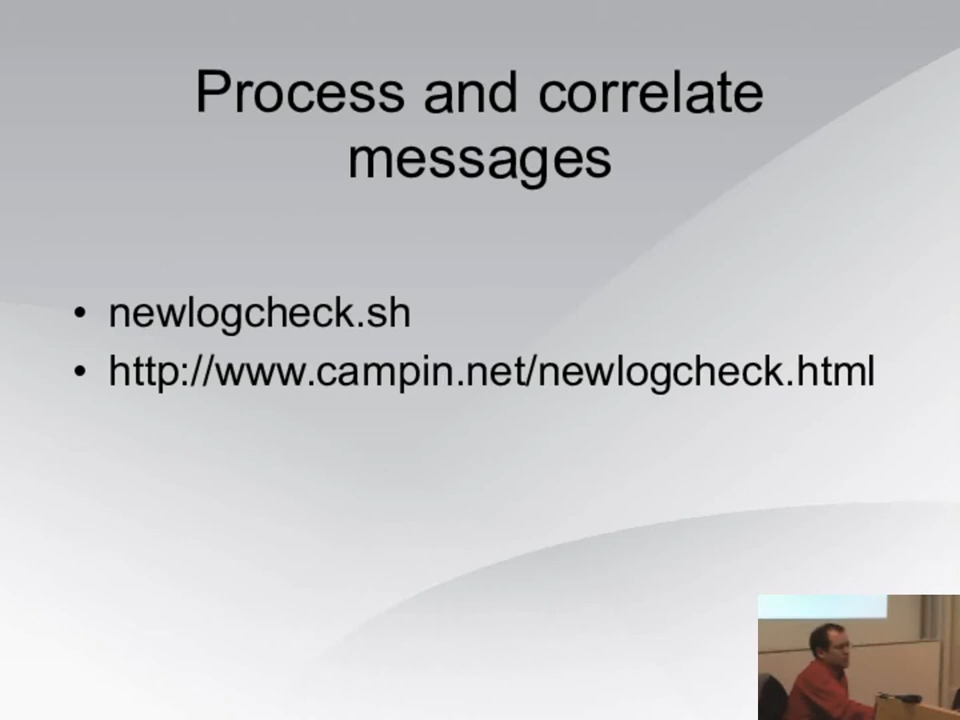 Process and correlate
messages
• newlogcheck.sh
• http://www.campin.net/newlogcheck.html